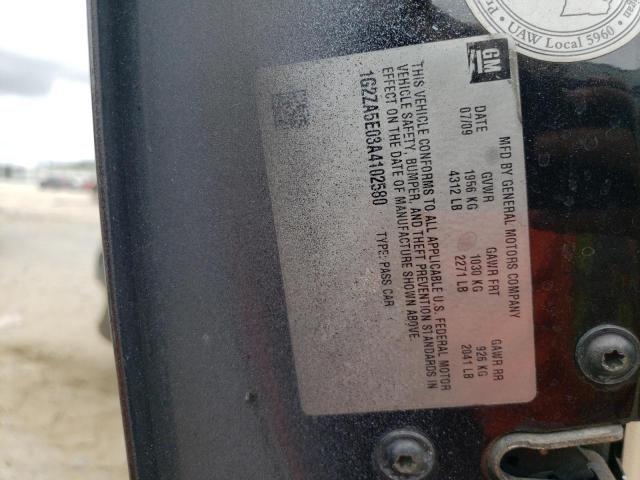 UAW Local 5960
GM
MFD BY GENERAL MOTORS COMPANY
DATE GVWR GAWR FRT GAWR RR
07/09 1956 KG 1030 KG 926 KG
4312 LB 2271 LB 2041 LB
THIS VEHICLE CONFORMS TO ALL APPLICABLE U.S. FEDERAL MOTOR
VEHICLE SAFETY, BUMPER, AND THEFT PREVENTION STANDARDS IN
EFFECT ON THE DATE OF MANUFACTURE SHOWN ABOVE.
1G2ZA5E03A4102580 TYPE: PASS CAR